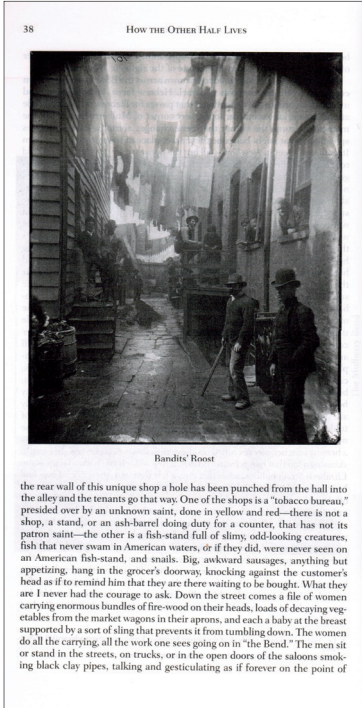 38
HOW THE OTHER HALF LIVES
Bandits' Roost
the rear wall of this unique shop a hole has been punched from the hall into
the alley and the tenants go that way. One of the shops is a "tobacco bureau,"
presided over by an unknown saint, done in yellow and red—there is not a
shop, a stand, or an ash-barrel doing duty for a counter, that has not its
patron saint—the other is a fish-stand full of slimy, odd-looking creatures,
fish that never swam in American waters, or if they did, were never seen on
an American fish-stand, and snails. Big, awkward sausages, anything but
appetizing, hang in the grocer's doorway, knocking against the customer's
head as if to remind him that they are there waiting to be bought. What they
are I never had the courage to ask. Down the street comes a file of women
carrying enormous bundles of fire-wood on their heads, loads of decaying veg-
etables from the market wagons in their aprons, and each a baby at the breast
supported by a sort of sling that prevents it from tumbling down. The women
do all the carrying, all the work one sees going on in "the Bend." The men sit
or stand in the streets, on trucks, or in the open doors of the saloons smok-
ing black clay pipes, talking and gesticulating as if forever on the point of